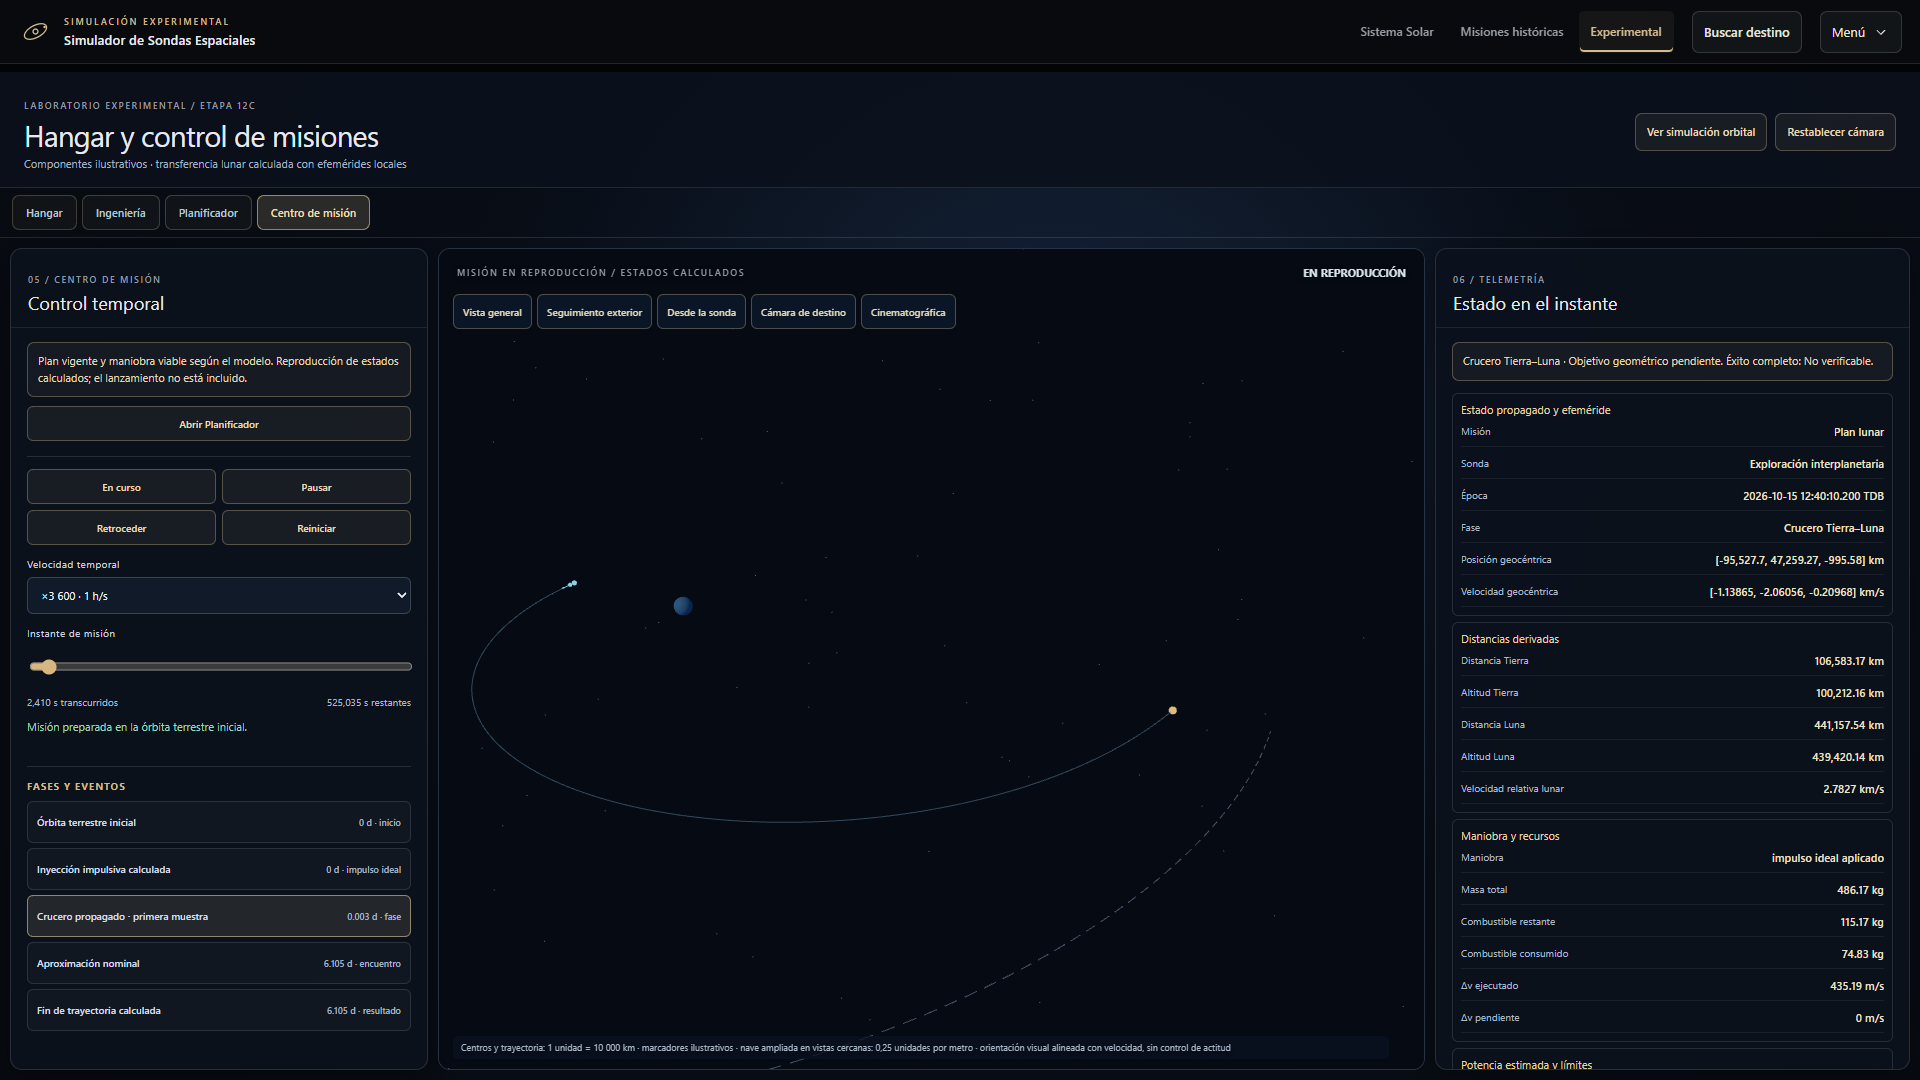 SIMULACIÓN EXPERIMENTAL
Simulador de Sondas Espaciales
Sistema Solar
Misiones históricas
Experimental
Buscar destino
Menú
LABORATORIO EXPERIMENTAL / ETAPA 12C
Hangar y control de misiones
Componentes ilustrativos · transferencia lunar calculada con efemérides locales
Ver simulación orbital
Restablecer cámara
Hangar
Ingeniería
Planificador
Centro de misión
05 / CENTRO DE MISIÓN
Control temporal
Plan vigente y maniobra viable según el modelo. Reproducción de estados
calculados; el lanzamiento no está incluido.
Abrir Planificador
En curso
Pausar
Retroceder
Reiniciar
Velocidad temporal
×3 600 · 1 h/s
Instante de misión
2,410 s transcurridos
525,035 s restantes
Misión preparada en la órbita terrestre inicial.
FASES Y EVENTOS
Órbita terrestre inicial
0 d · inicio
Inyección impulsiva calculada
0 d · impulso ideal
Crucero propagado · primera muestra
0.003 d · fase
Aproximación nominal
6.105 d · encuentro
Fin de trayectoria calculada
6.105 d · resultado
MISIÓN EN REPRODUCCIÓN / ESTADOS CALCULADOS
EN REPRODUCCIÓN
Vista general
Seguimiento exterior
Desde la sonda
Cámara de destino
Cinematográfica
Centros y trayectoria: 1 unidad = 10 000 km · marcadores ilustrativos · nave ampliada en vistas cercanas: 0,25 unidades por metro · orientación visual alineada con velocidad, sin control de actitud
06 / TELEMETRÍA
Estado en el instante
Crucero Tierra–Luna · Objetivo geométrico pendiente. Éxito completo: No verificable.
Estado propagado y efeméride
Misión
Plan lunar
Sonda
Exploración interplanetaria
Época
2026-10-15 12:40:10.200 TDB
Fase
Crucero Tierra–Luna
Posición geocéntrica
[-95,527.7, 47,259.27, -995.58] km
Velocidad geocéntrica
[-1.13865, -2.06056, -0.20968] km/s
Distancias derivadas
Distancia Tierra
106,583.17 km
Altitud Tierra
100,212.16 km
Distancia Luna
441,157.54 km
Altitud Luna
439,420.14 km
Velocidad relativa lunar
2.7827 km/s
Maniobra y recursos
Maniobra
impulso ideal aplicado
Masa total
486.17 kg
Combustible restante
115.17 kg
Combustible consumido
74.83 kg
Δv ejecutado
435.19 m/s
Δv pendiente
0 m/s
Potencia estimada y límites